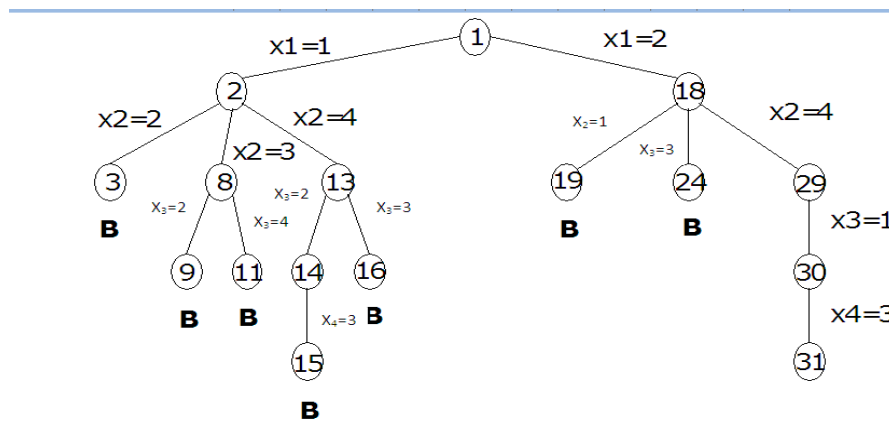 1
x1=1
x1=2
2
18
x2=2
x2=3
x2=4
X₂=1
X₃=3
x2=4
3
8
13
19
24
29
B
X₃=2
X₃=4
X₃=2
X₃=3
B
B
x3=1
9
11
14
16
30
B
B
X₄=3
B
x4=3
15
31
B